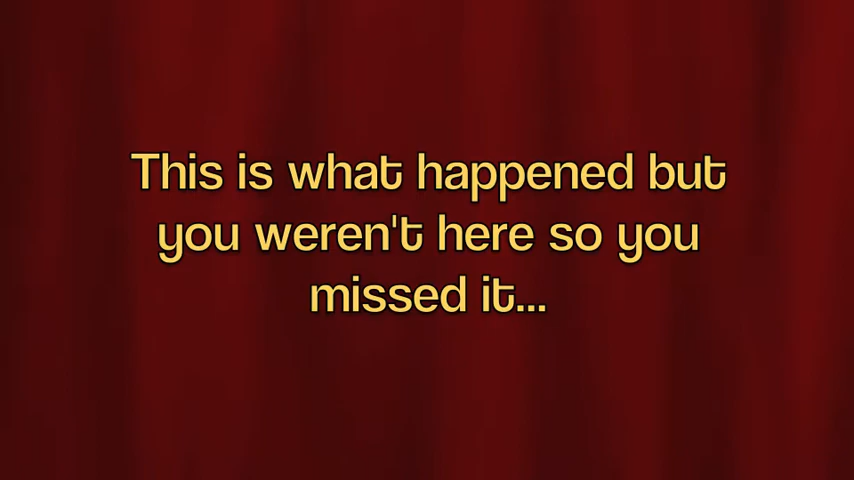 This is what happened but
you weren't here so you
missed it...